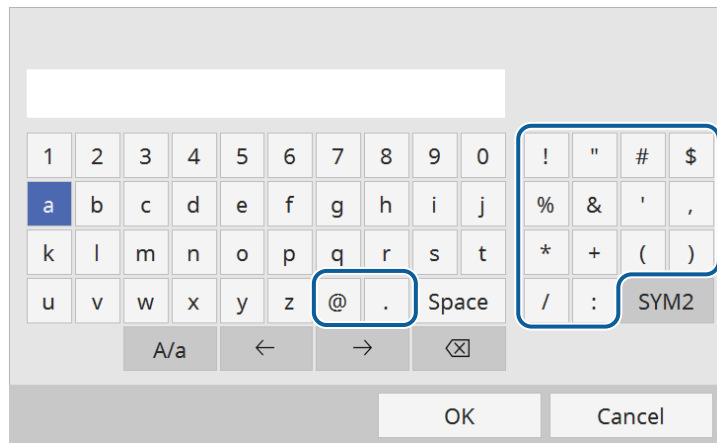 1 2 3 4 5 6 7 8 9 0 ! " # $
a b c d e f g h i j % & ' ,
k l m n o p q r s t * + ( )
u v w x y z @ . Space / : SYM2
A/a ← → ⌫
OK Cancel